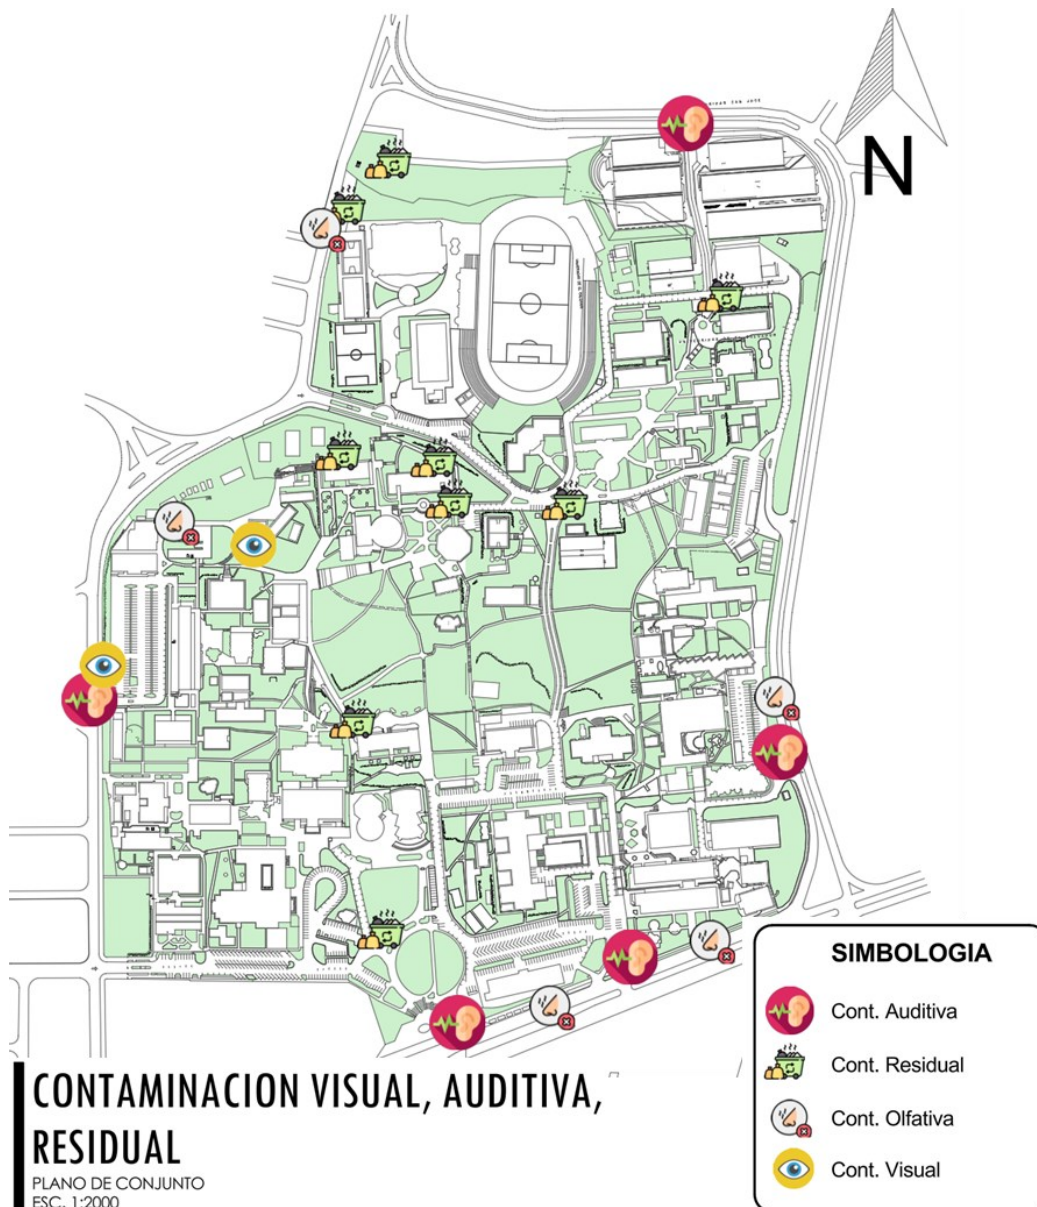 N
SIMBOLOGIA
Cont. Auditiva
Cont. Residual
Cont. Olfativa
Cont. Visual
CONTAMINACION VISUAL, AUDITIVA,
RESIDUAL
PLANO DE CONJUNTO
ESC. 1:2000